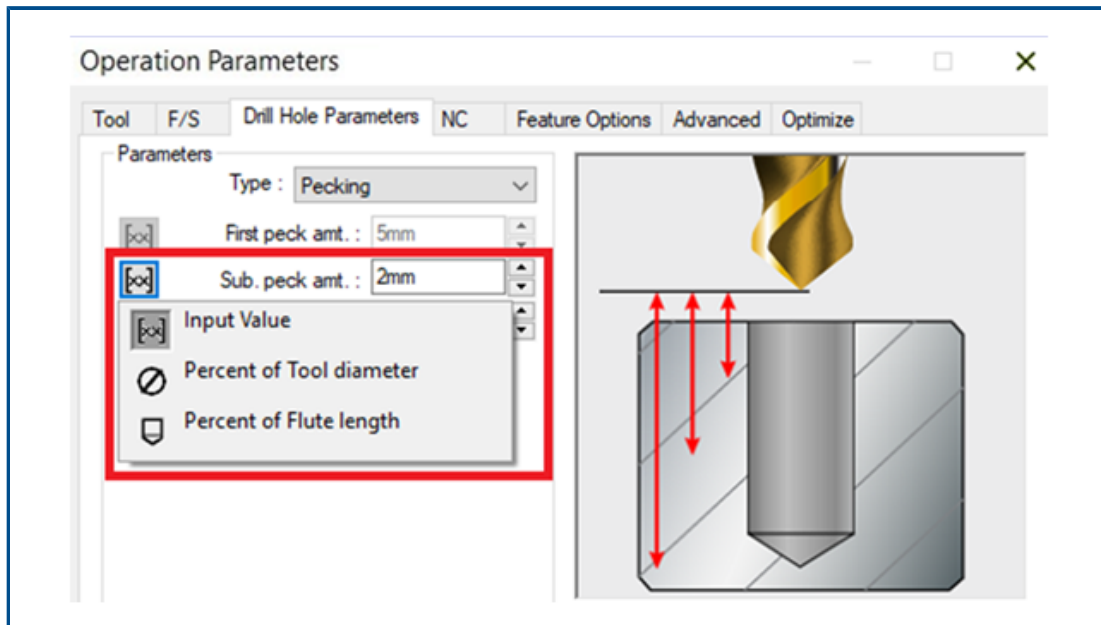 Operation Parameters
Tool F/S Drill Hole Parameters NC Feature Options Advanced Optimize
Parameters
Type : Pecking
First peck amt. : 5mm
Sub. peck amt. : 2mm
Input Value
Percent of Tool diameter
Percent of Flute length